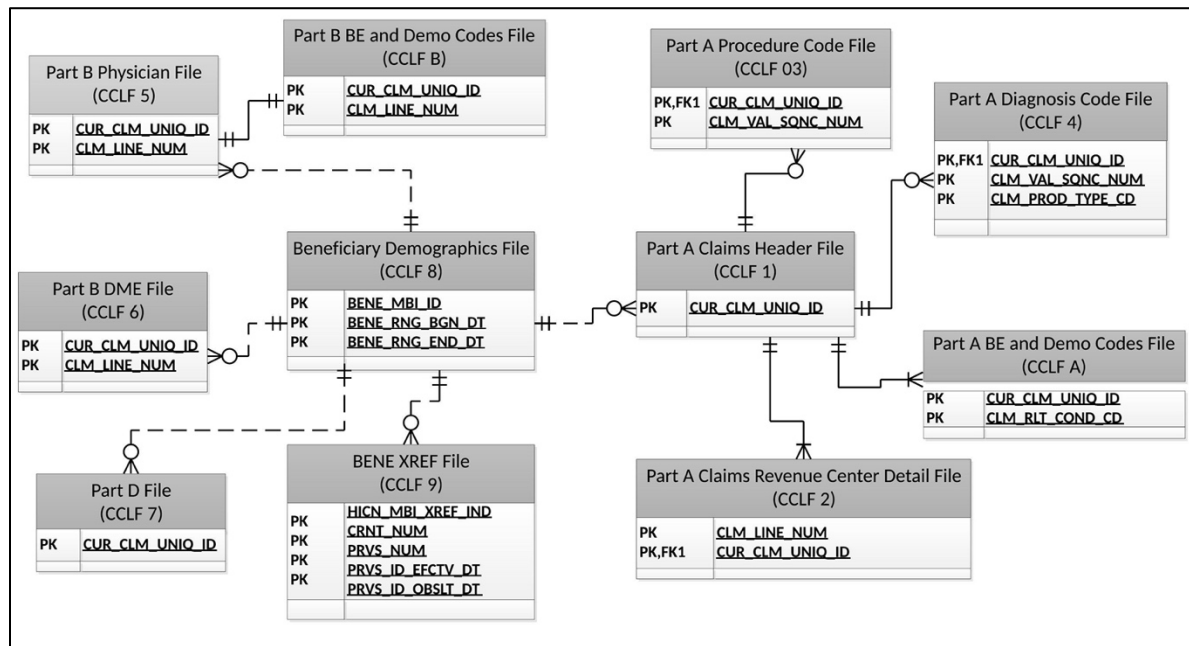 Part B Physician File
(CCLF 5)
PK CUR_CLM_UNIQ_ID
PK CLM_LINE_NUM
Part B BE and Demo Codes File
(CCLF B)
PK CUR_CLM_UNIQ_ID
PK CLM_LINE_NUM
Part A Procedure Code File
(CCLF 03)
PK,FK1 CUR_CLM_UNIQ_ID
PK CLM_VAL_SQNC_NUM
Part A Diagnosis Code File
(CCLF 4)
PK,FK1 CUR_CLM_UNIQ_ID
PK CLM_VAL_SQNC_NUM
PK CLM_PROD_TYPE_CD
Part B DME File
(CCLF 6)
PK CUR_CLM_UNIQ_ID
PK CLM_LINE_NUM
Beneficiary Demographics File
(CCLF 8)
PK BENE_MBI_ID
PK BENE_RNG_BGN_DT
PK BENE_RNG_END_DT
Part A Claims Header File
(CCLF 1)
PK CUR_CLM_UNIQ_ID
Part A BE and Demo Codes File
(CCLF A)
PK CUR_CLM_UNIQ_ID
PK CLM_RLT_COND_CD
Part D File
(CCLF 7)
PK CUR_CLM_UNIQ_ID
BENE XREF File
(CCLF 9)
PK HICN_MBI_XREF_IND
PK CRNT_NUM
PK PRVS_NUM
PK PRVS_ID_EFCTV_DT
PRVS_ID_OBSLT_DT
Part A Claims Revenue Center Detail File
(CCLF 2)
PK CLM_LINE_NUM
PK,FK1 CUR_CLM_UNIQ_ID